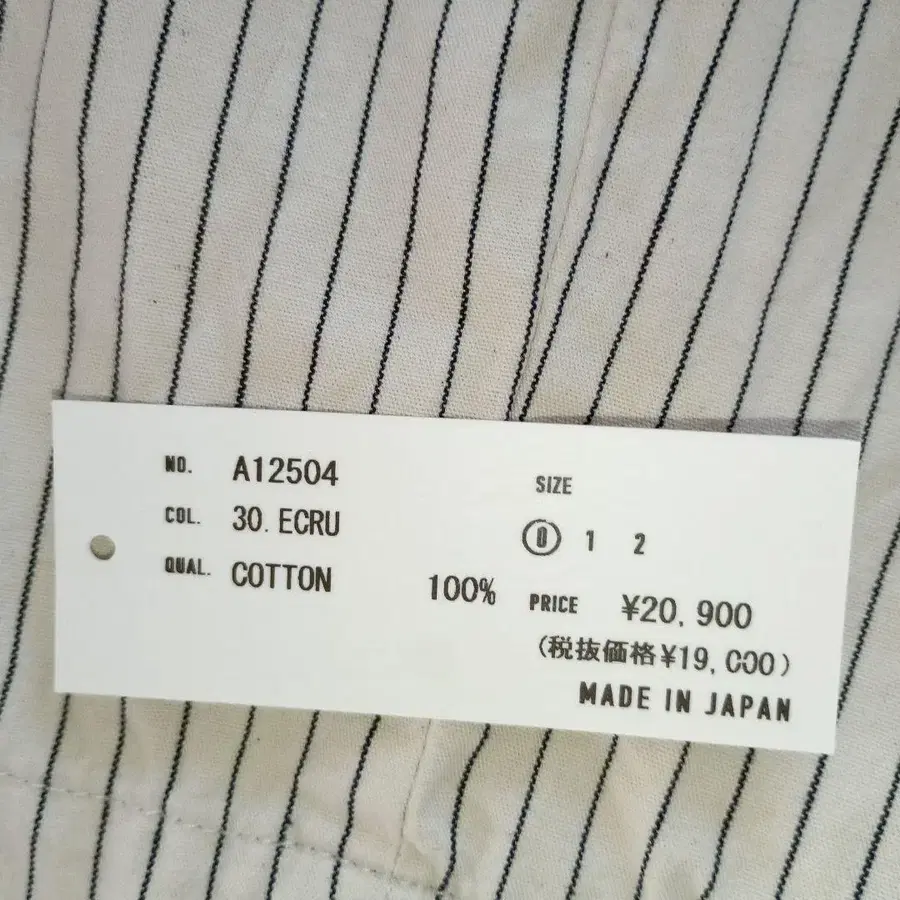 NO. A12504
COL. 30. ECRU
QUAL. COTTON 100%
SIZE
0 1 2
PRICE ¥20,900
(税抜価格¥19,000)
MADE IN JAPAN